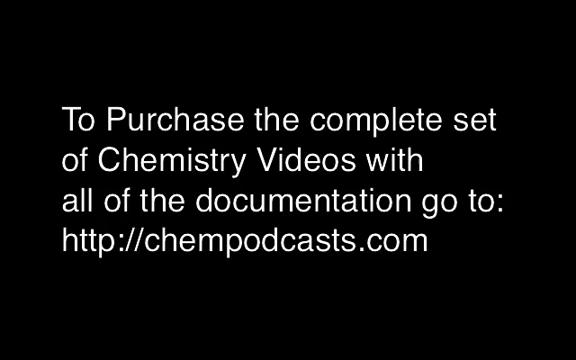 To Purchase the complete set
of Chemistry Videos with
all of the documentation go to:
http://chempodcasts.com